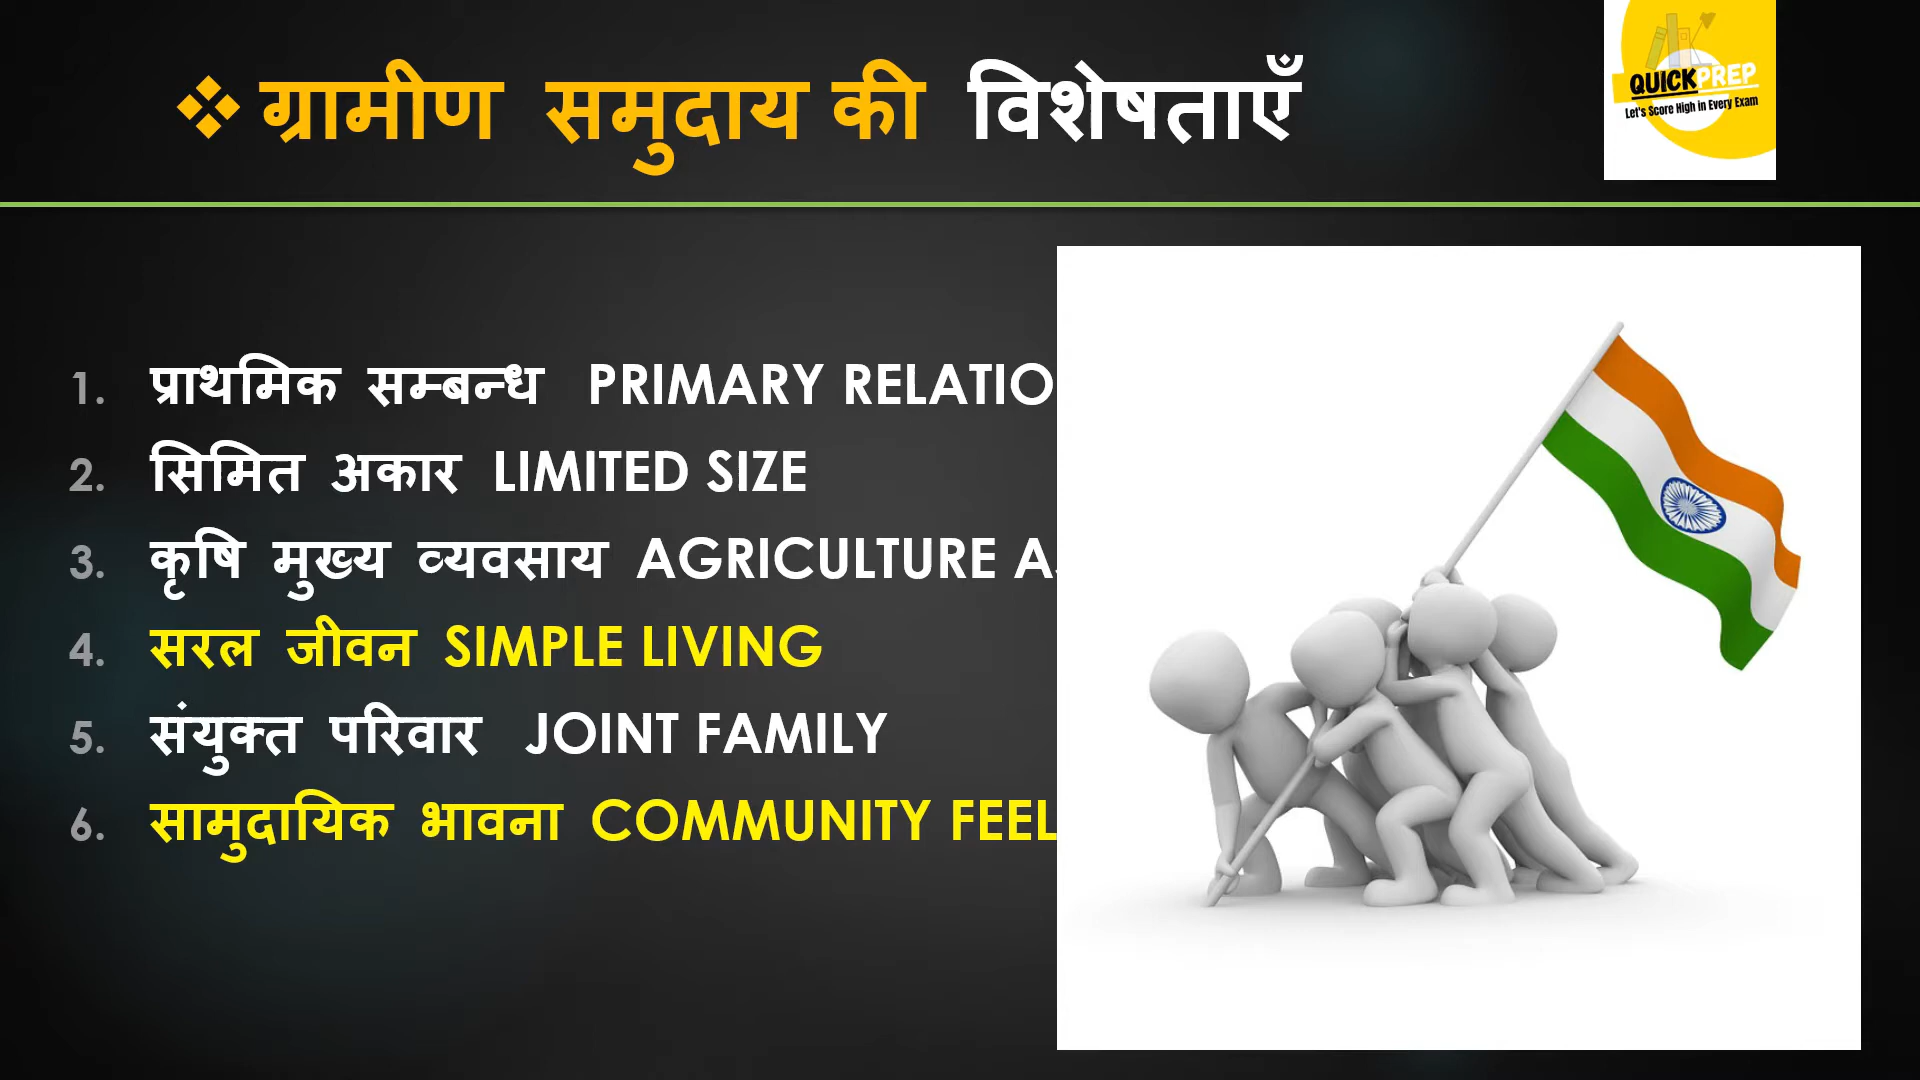 ❖ ग्रामीण समुदाय की विशेषताएँ
QUICKPREP
Let's Score High in Every Exam
1. प्राथमिक सम्बन्ध PRIMARY RELATIO
2. सिमित अकार LIMITED SIZE
3. कृषि मुख्य व्यवसाय AGRICULTURE
4. सरल जीवन SIMPLE LIVING
5. संयुक्त परिवार JOINT FAMILY
6. सामुदायिक भावना COMMUNITY FEEL